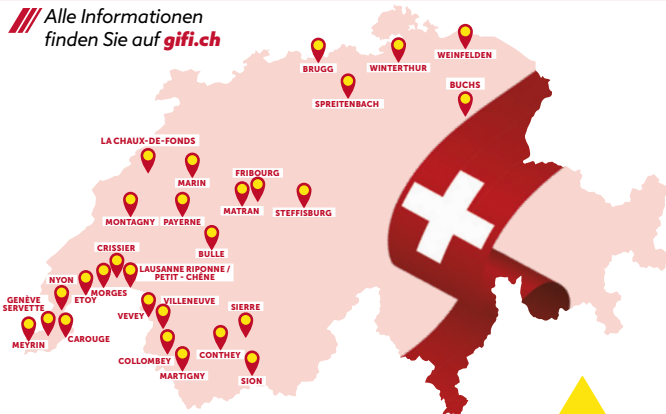 Alle Informationen
finden Sie auf gifi.ch
WEINFELDEN
BRUGG
WINTERTHUR
BUCHS
SPREITENBACH
LA CHAUX-DE-FONDS
FRIBOURG
MARIN
MATRAN
STEFFISBURG
MONTAGNY
PAYERNE
CRISSIER
BULLE
LAUSANNE RIPONNE /
PETIT - CHÊNE
NYON
MORGES
ETOY
GENÈVE
SERVETTE
VILLENEUVE
VEVEY
SIERRE
CAROUGE
MEYRIN
COLLOMBEY
CONTHEY
MARTIGNY
SION